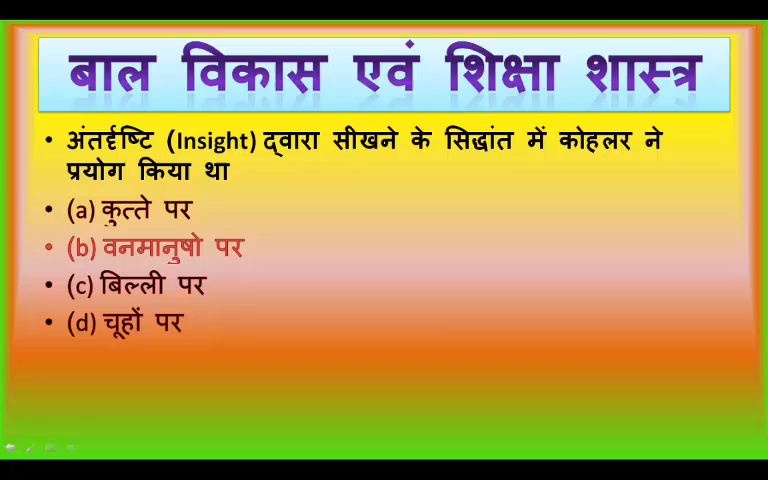 बाल विकास एवं शिक्षा शास्त्र
• अंतर्दृष्टि (Insight) द्वारा सीखने के सिद्धांत में कोहलर ने
प्रयोग किया था
• (a) कुत्ते पर
• (b) वनमानुषो पर
• (c) बिल्ली पर
• (d) चूहों पर